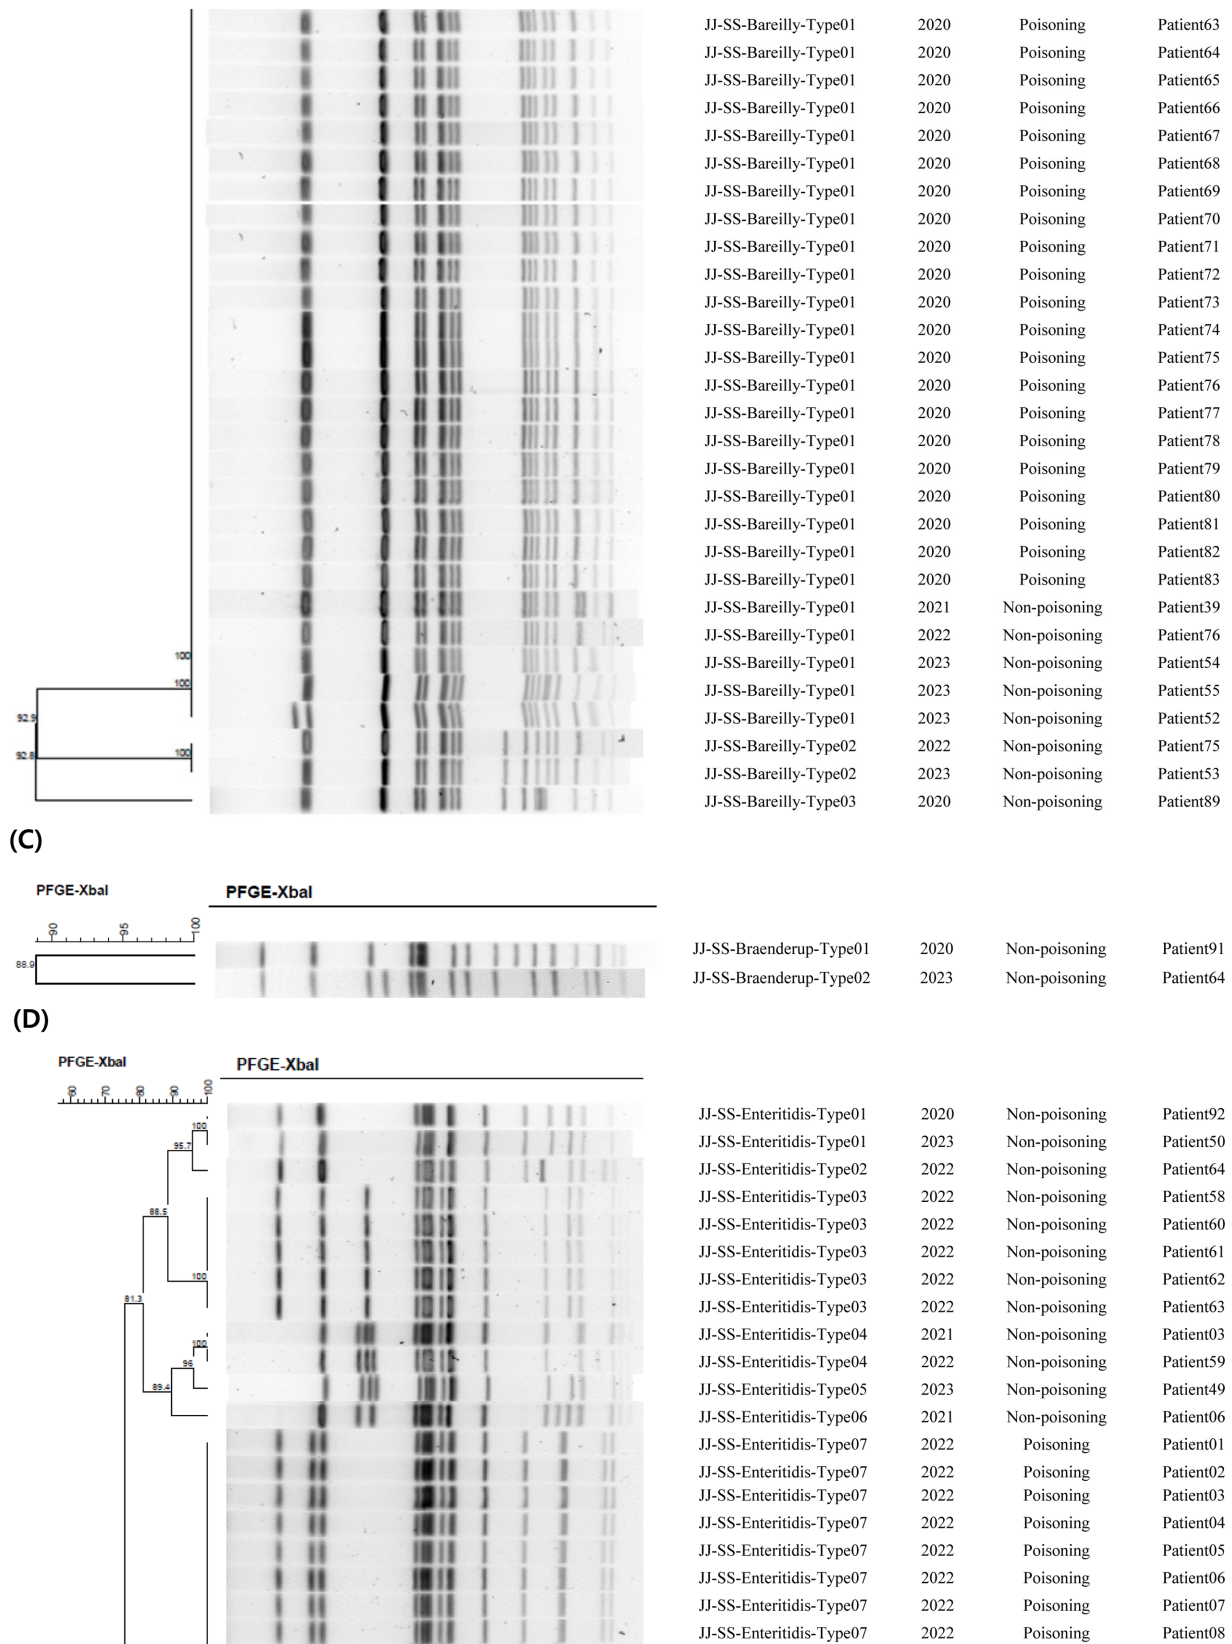 JJ-SS-Bareilly-Type01 2020 Poisoning Patient63
JJ-SS-Bareilly-Type01 2020 Poisoning Patient64
JJ-SS-Bareilly-Type01 2020 Poisoning Patient65
JJ-SS-Bareilly-Type01 2020 Poisoning Patient66
JJ-SS-Bareilly-Type01 2020 Poisoning Patient67
JJ-SS-Bareilly-Type01 2020 Poisoning Patient68
JJ-SS-Bareilly-Type01 2020 Poisoning Patient69
JJ-SS-Bareilly-Type01 2020 Poisoning Patient70
JJ-SS-Bareilly-Type01 2020 Poisoning Patient71
JJ-SS-Bareilly-Type01 2020 Poisoning Patient72
JJ-SS-Bareilly-Type01 2020 Poisoning Patient73
JJ-SS-Bareilly-Type01 2020 Poisoning Patient74
JJ-SS-Bareilly-Type01 2020 Poisoning Patient75
JJ-SS-Bareilly-Type01 2020 Poisoning Patient76
JJ-SS-Bareilly-Type01 2020 Poisoning Patient77
JJ-SS-Bareilly-Type01 2020 Poisoning Patient78
JJ-SS-Bareilly-Type01 2020 Poisoning Patient79
JJ-SS-Bareilly-Type01 2020 Poisoning Patient80
JJ-SS-Bareilly-Type01 2020 Poisoning Patient81
JJ-SS-Bareilly-Type01 2020 Poisoning Patient82
JJ-SS-Bareilly-Type01 2020 Poisoning Patient83
JJ-SS-Bareilly-Type01 2021 Non-poisoning Patient39
JJ-SS-Bareilly-Type01 2022 Non-poisoning Patient76
100 JJ-SS-Bareilly-Type01 2023 Non-poisoning Patient54
100 JJ-SS-Bareilly-Type01 2023 Non-poisoning Patient55
92.9 JJ-SS-Bareilly-Type01 2023 Non-poisoning Patient52
92.8 100 JJ-SS-Bareilly-Type02 2022 Non-poisoning Patient75
JJ-SS-Bareilly-Type02 2023 Non-poisoning Patient53
JJ-SS-Bareilly-Type03 2020 Non-poisoning Patient89
(C)
PFGE-XbaI PFGE-XbaI
90 95 100
JJ-SS-Braenderup-Type01 2020 Non-poisoning Patient91
88.9 JJ-SS-Braenderup-Type02 2023 Non-poisoning Patient64
(D)
PFGE-XbaI PFGE-XbaI
60 70 80 90 100
JJ-SS-Enteritidis-Type01 2020 Non-poisoning Patient92
100 JJ-SS-Enteritidis-Type01 2023 Non-poisoning Patient50
95.7 JJ-SS-Enteritidis-Type02 2022 Non-poisoning Patient64
JJ-SS-Enteritidis-Type03 2022 Non-poisoning Patient58
88.5 JJ-SS-Enteritidis-Type03 2022 Non-poisoning Patient60
JJ-SS-Enteritidis-Type03 2022 Non-poisoning Patient61
100 JJ-SS-Enteritidis-Type03 2022 Non-poisoning Patient62
81.3 JJ-SS-Enteritidis-Type03 2022 Non-poisoning Patient63
JJ-SS-Enteritidis-Type04 2021 Non-poisoning Patient03
100 JJ-SS-Enteritidis-Type04 2022 Non-poisoning Patient59
89.4 96 JJ-SS-Enteritidis-Type05 2023 Non-poisoning Patient49
JJ-SS-Enteritidis-Type06 2021 Non-poisoning Patient06
JJ-SS-Enteritidis-Type07 2022 Poisoning Patient01
JJ-SS-Enteritidis-Type07 2022 Poisoning Patient02
JJ-SS-Enteritidis-Type07 2022 Poisoning Patient03
JJ-SS-Enteritidis-Type07 2022 Poisoning Patient04
JJ-SS-Enteritidis-Type07 2022 Poisoning Patient05
JJ-SS-Enteritidis-Type07 2022 Poisoning Patient06
JJ-SS-Enteritidis-Type07 2022 Poisoning Patient07
JJ-SS-Enteritidis-Type07 2022 Poisoning Patient08